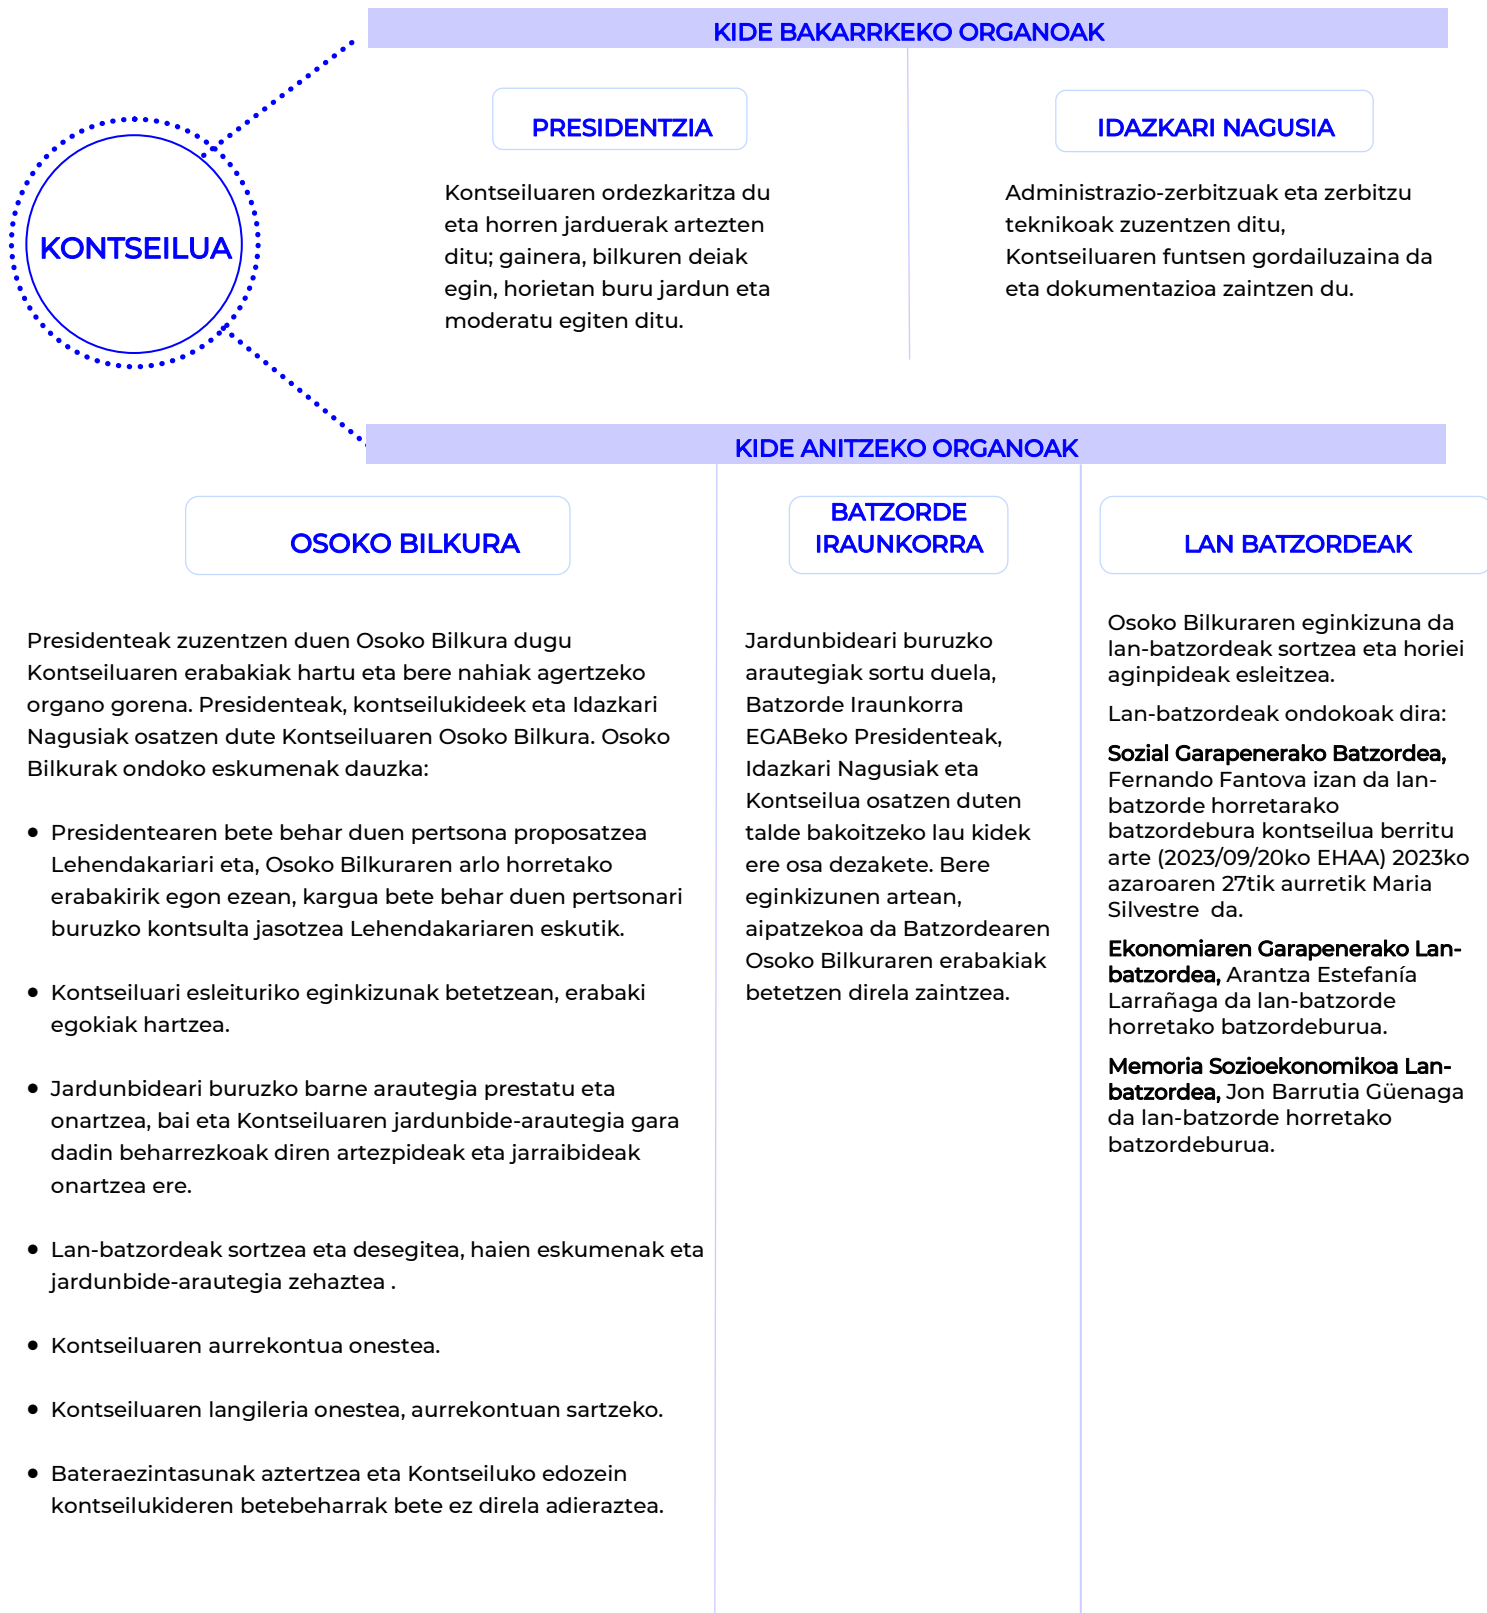 KIDE BAKARRKEKO ORGANOAK
KONTSEILUA
PRESIDENTZIA
Kontseiluaren ordezkaritza du
eta horren jarduerak artezten
ditu; gainera, bilkuren deiak
egin, horietan buru jardun eta
moderatu egiten ditu.
IDAZKARI NAGUSIA
Administrazio-zerbitzuak eta zerbitzu
teknikoak zuzentzen ditu,
Kontseiluaren funtsen gordailuzaina da
eta dokumentazioa zaintzen du.
KIDE ANITZEKO ORGANOAK
OSOKO BILKURA
Presidenteak zuzentzen duen Osoko Bilkura dugu
Kontseiluaren erabakiak hartu eta bere nahiak agertzeko
organo gorena. Presidenteak, kontseilukideek eta Idazkari
Nagusiak osatzen dute Kontseiluaren Osoko Bilkura. Osoko
Bilkurak ondoko eskumenak dauzka:
• Presidentearen bete behar duen pertsona proposatzea
Lehendakariari eta, Osoko Bilkuraren arlo horretako
erabakirik egon ezean, kargua bete behar duen pertsonari
buruzko kontsulta jasotzea Lehendakariaren eskutik.
• Kontseiluari esleituriko eginkizunak betetzean, erabaki
egokiak hartzea.
• Jardunbideari buruzko barne arautegia prestatu eta
onartzea, bai eta Kontseiluaren jardunbide-arautegia gara
dadin beharrezkoak diren artezpideak eta jarraibideak
onartzea ere.
• Lan-batzordeak sortzea eta desegitea, haien eskumenak eta
jardunbide-arautegia zehaztea .
• Kontseiluaren aurrekontua onestea.
• Kontseiluaren langileria onestea, aurrekontuan sartzeko.
• Bateraezintasunak aztertzea eta Kontseiluko edozein
kontseilukideren betebeharrak bete ez direla adieraztea.
BATZORDE
IRAUNKORRA
Jardunbideari buruzko
arautegiak sortu duela,
Batzorde Iraunkorra
EGABeko Presidenteak,
Idazkari Nagusiak eta
Kontseilua osatzen duten
talde bakoitzeko lau kidek
ere osa dezakete. Bere
eginkizunen artean,
aipatzekoa da Batzordearen
Osoko Bilkuraren erabakiak
betetzen direla zaintzea.
LAN BATZORDEAK
Osoko Bilkuraren eginkizuna da
lan-batzordeak sortzea eta horiei
aginpideak esleitzea.
Lan-batzordeak ondokoak dira:
Sozial Garapenerako Batzordea,
Fernando Fantova izan da lan-
batzorde horretarako
batzordebura kontseilua berritu
arte (2023/09/20ko EHAA) 2023ko
azaroaren 27tik aurretik Maria
Silvestre  da.
Ekonomiaren Garapenerako Lan-
batzordea, Arantza Estefanía
Larrañaga da lan-batzorde
horretako batzordeburua.
Memoria Sozioekonomikoa Lan-
batzordea, Jon Barrutia Güenaga
da lan-batzorde horretako
batzordeburua.